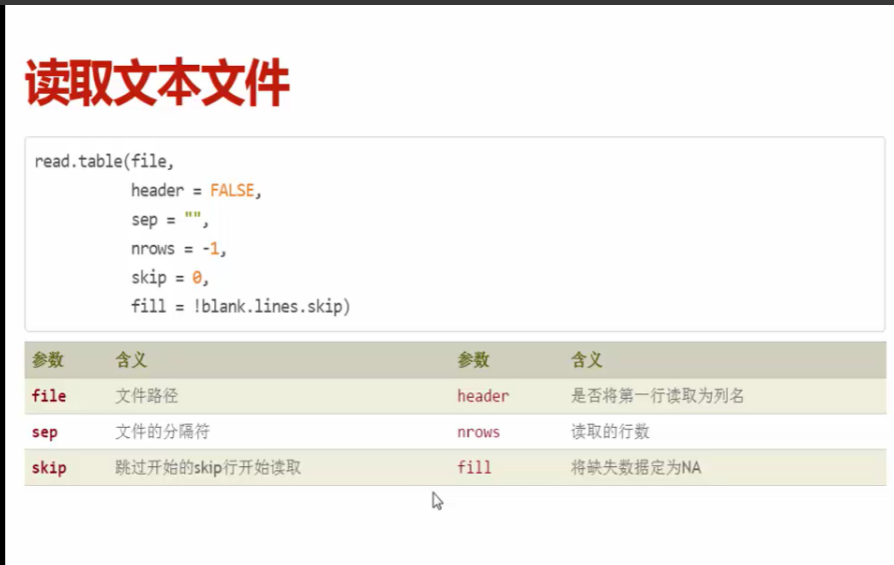 读取文本文件
read.table(file,
header = FALSE,
sep = "",
nrows = -1,
skip = 0,
fill = !blank.lines.skip)
参数 含义 参数 含义
file 文件路径 header 是否将第一行读取为列名
sep 文件的分隔符 nrows 读取的行数
skip 跳过开始的skip行开始读取 fill 将缺失数据定为NA